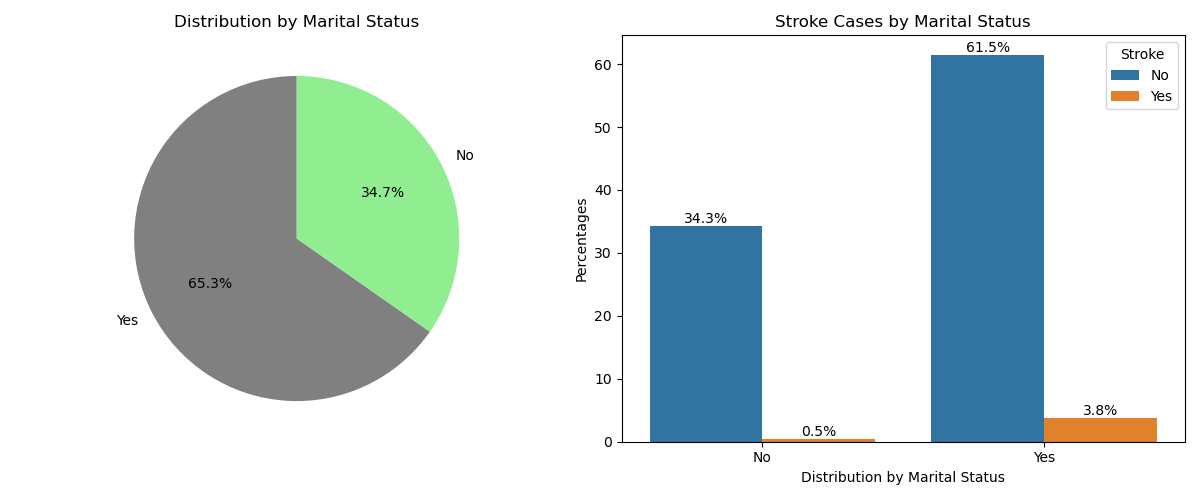 Distribution by Marital Status
No
34.7%
65.3%
Yes
Stroke Cases by Marital Status
61.5%
Stroke
No
Yes
60
50
40
34.3%
30
20
10
0
Percentages
0.5%
3.8%
No
Yes
Distribution by Marital Status